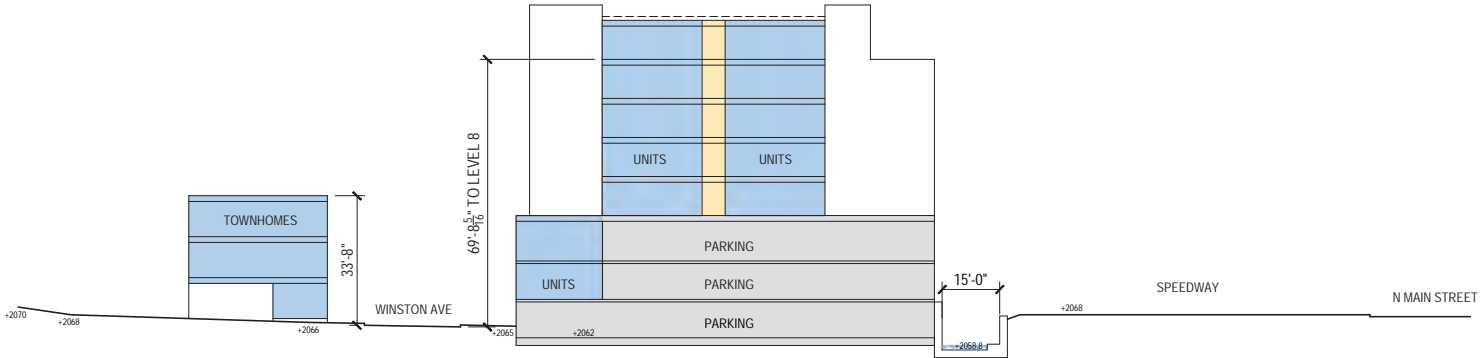 UNITS
UNITS
69'-8 5/16" TO LEVEL 8
TOWNHOMES
33'-8"
PARKING
UNITS
PARKING
15'-0"
SPEEDWAY
N MAIN STREET
WINSTON AVE
PARKING
+2070
+2068
+2066
+2065
+2062
+2058.8
+2068